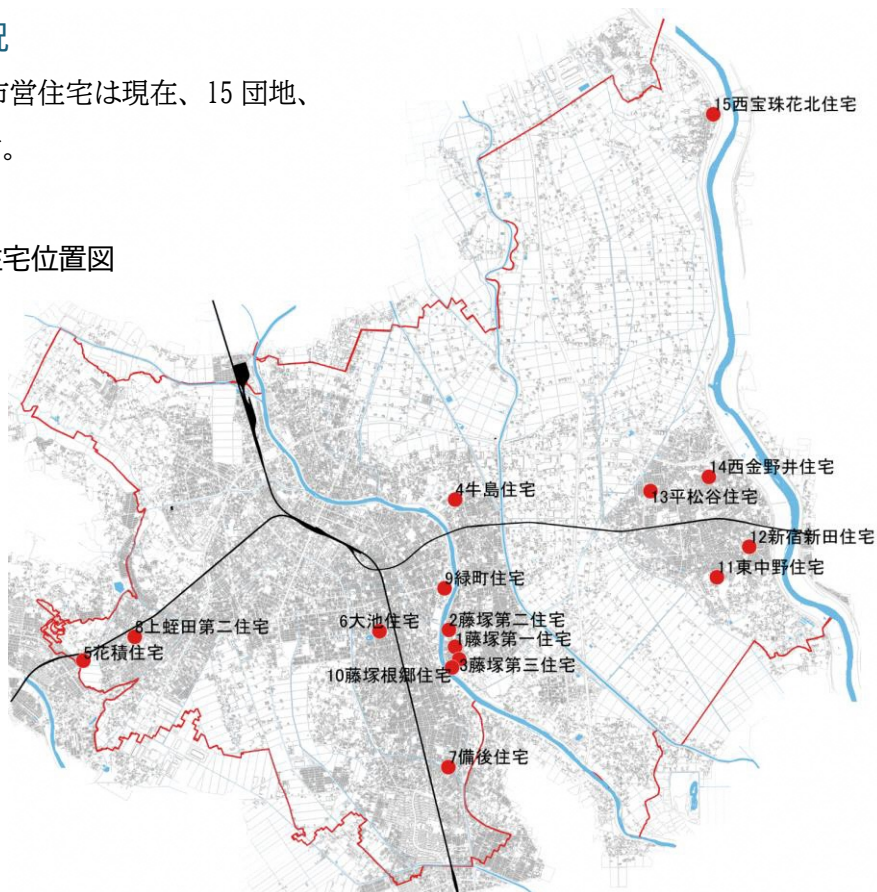 況
市営住宅は現在、15 団地、
。
住宅位置図
15西宝珠花北住宅
14西金野井住宅
4牛島住宅
13平松谷住宅
12新宿新田住宅
11東中野住宅
9緑町住宅
2藤塚第二住宅
6大池住宅
8上蛭田第二住宅
1藤塚第一住宅
5花積住宅
3藤塚第三住宅
10藤塚根郷住宅
7備後住宅